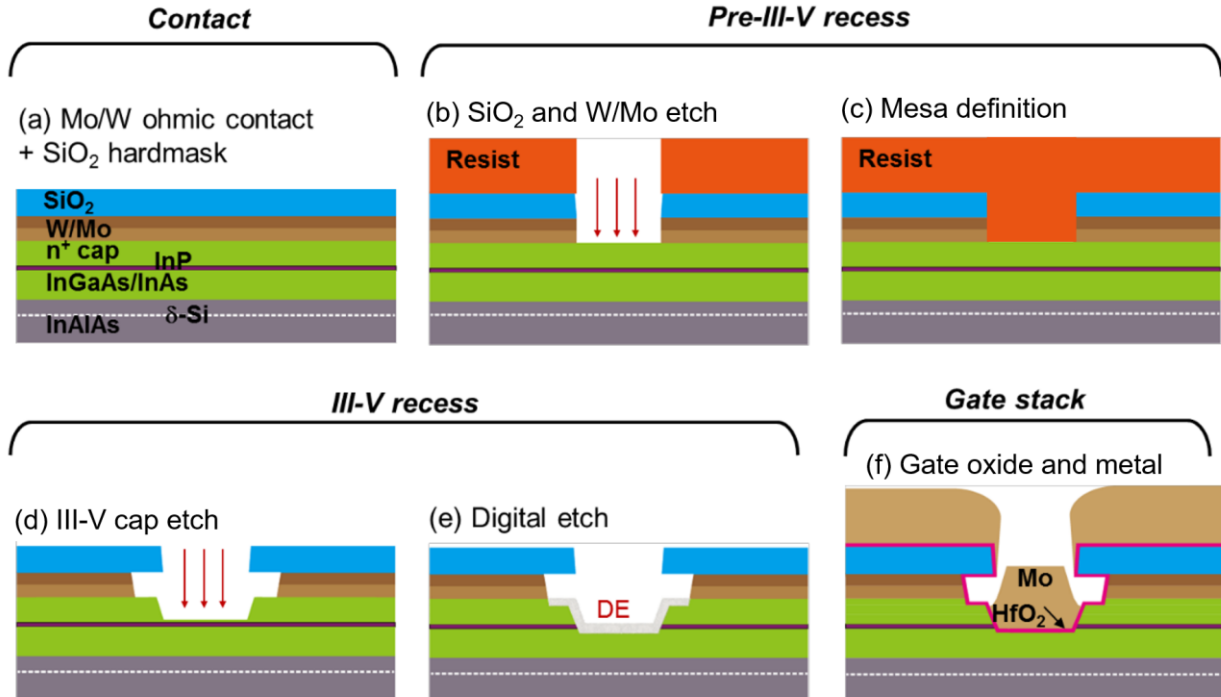 Contact
Pre-III-V recess
(a) Mo/W ohmic contact
+ SiO₂ hardmask
SiO₂
W/Mo
n⁺ cap
InP
InGaAs/InAs
δ-Si
InAlAs
(b) SiO₂ and W/Mo etch
Resist
(c) Mesa definition
Resist
III-V recess
Gate stack
(d) III-V cap etch
(e) Digital etch
DE
(f) Gate oxide and metal
Mo
HfO₂